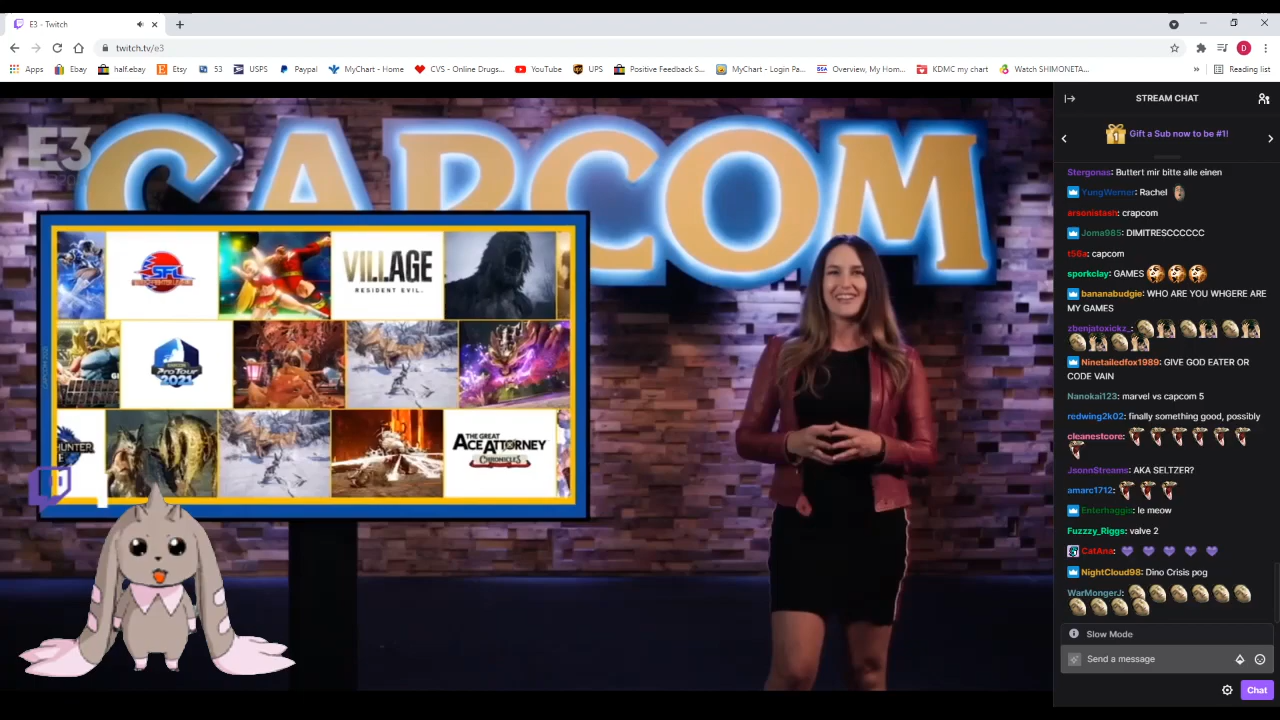 E3 - Twitch
twitch.tv/e3
Apps
Ebay
half.ebay
Etsy
53
USPS
Paypal
MyChart - Home
CVS - Online Drugs...
YouTube
UPS
Positive Feedback S...
MyChart - Login Pa...
Overview, My Hom...
KDMC my chart
Watch SHIMONETA...
»
Reading list
E3
CAPCOM
SFL
VILLAGE
RESIDENT EVIL.
PRO TOUR
2021
HUNTER
THE GREAT
ACE ATTORNEY
CHRONICLES
STREAM CHAT
1
Gift a Sub now to be #1!
Stergonas: Buttert mir bitte alle einen
YungWerner: Rachel
arsonistash: crapcom
Joma985: DIMITRESCCCCCC
t56a: capcom
sporkclay: GAMES
bananabudgie: WHO ARE YOU WHGERE ARE
MY GAMES
zbenjatoxickz_:
Ninetailedfox1989: GIVE GOD EATER OR
CODE VAIN
Nanokai123: marvel vs capcom 5
redwing2k02: finally something good, possibly
cleanestcore:
JsonnStreams: AKA SELTZER?
amarc1712:
Enterhaggis: le meow
Fuzzzy_Riggs: valve 2
CatAna:
NightCloud98: Dino Crisis pog
WarMongerJ:
Slow Mode
Send a message
Chat